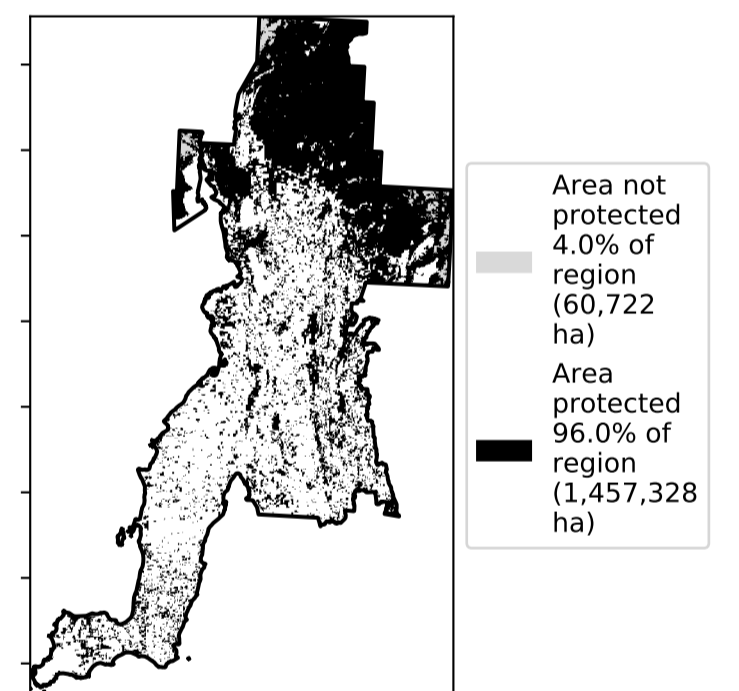 Area not
protected
4.0% of
region
(60,722
ha)
Area
protected
96.0% of
region
(1,457,328
ha)